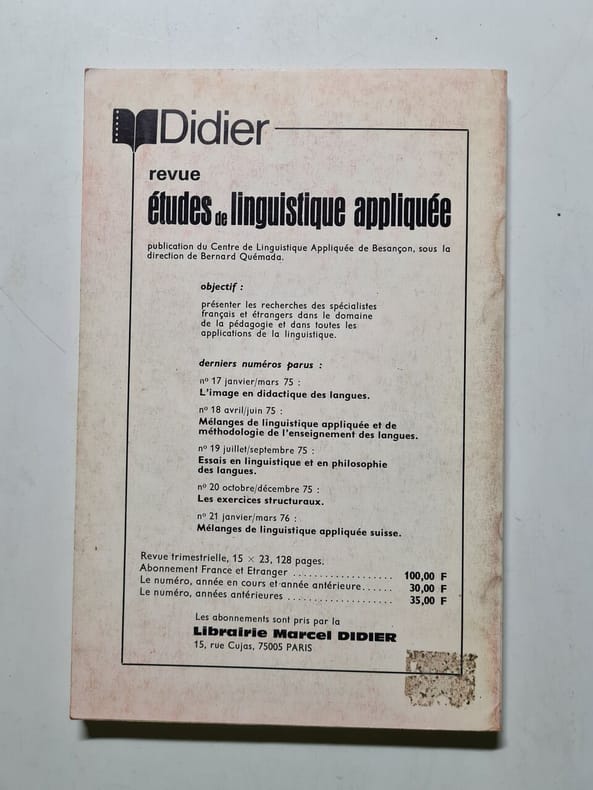 Didier
revue
études de linguistique appliquée
publication du Centre de Linguistique Appliquée de Besançon, sous la
direction de Bernard Quémada.
objectif :
présenter les recherches des spécialistes
français et étrangers dans le domaine
de la pédagogie et dans toutes les
applications de la linguistique.
derniers numéros parus :
nº 17 janvier/mars 75 :
L'image en didactique des langues.
nº 18 avril/juin 75 :
Mélanges de linguistique appliquée et de
méthodologie de l'enseignement des langues.
nº 19 juillet/septembre 75 :
Essais en linguistique et en philosophie
des langues.
nº 20 octobre/décembre 75 :
Les exercices structuraux.
nº 21 janvier/mars 76 :
Mélanges de linguistique appliquée suisse.
Revue trimestrielle, 15 × 23, 128 pages.
Abonnement France et Etranger .................. 100,00 F
Le numéro, année en cours et année antérieure...... 30,00 F
Le numéro, années antérieures .................... 35,00 F
Les abonnements sont pris par la
Librairie Marcel DIDIER
15, rue Cujas, 75005 PARIS